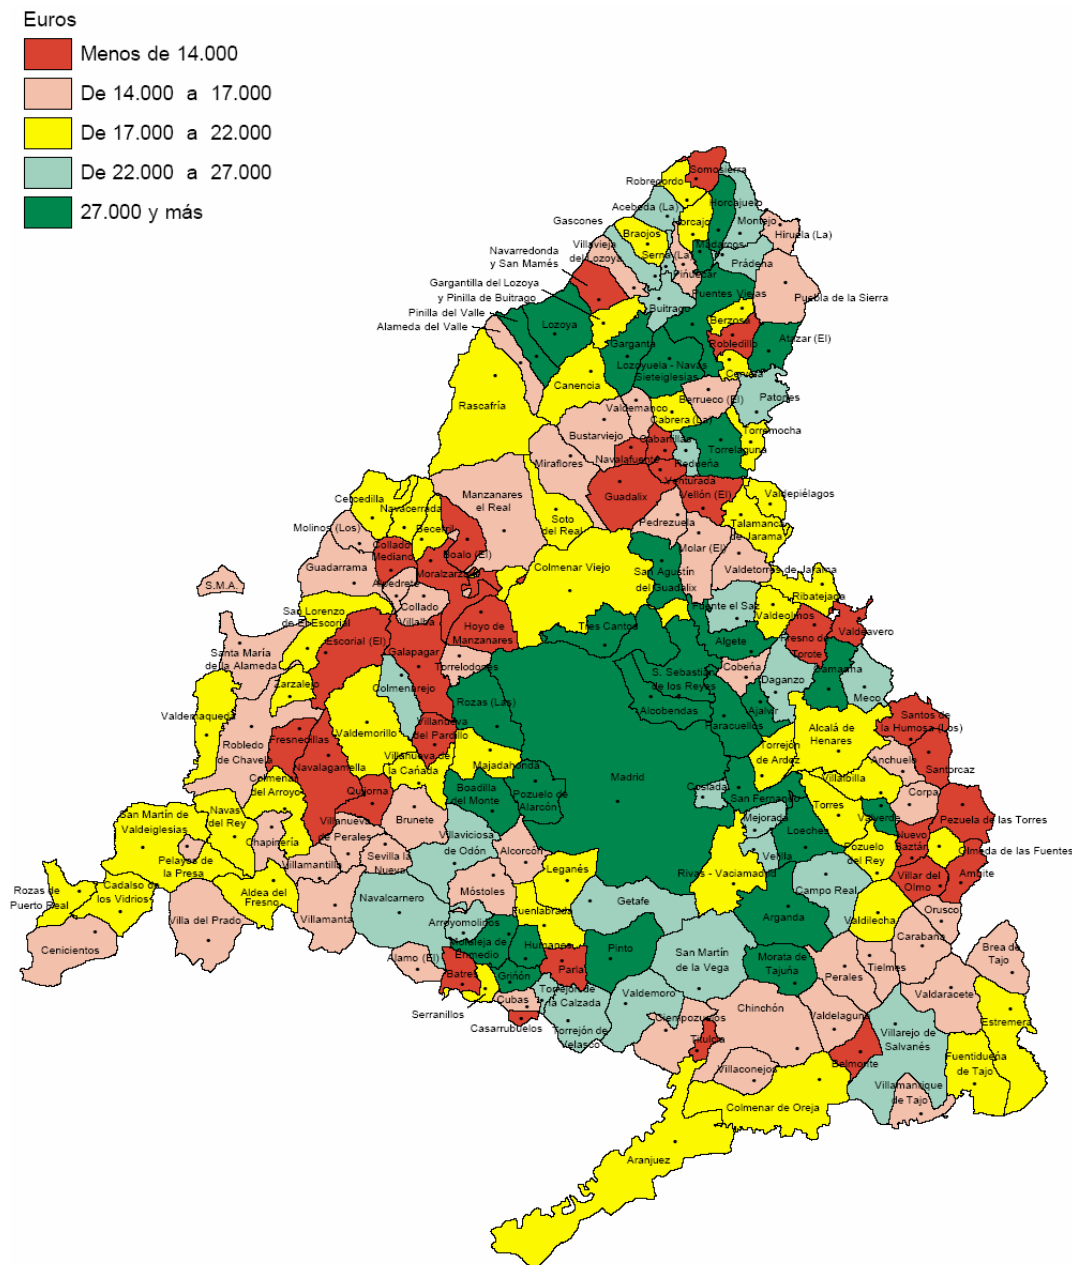 Euros
Menos de 14.000
De 14.000 a 17.000
De 17.000 a 22.000
De 22.000 a 27.000
27.000 y más
Somosierra
Robregordo
Acebeda (La)
Horcajuelo
Gascones
Montejo
Horcajo
Braojos
Hiruela (La)
Villavieja
del Lozoya
Navarredonda
y San Mamés
Serna (La)
Madarcos
Prádena
Piñuécar
Gargantilla del Lozoya
y Pinilla de Buitrago
Puentes Viejas
Puebla de la Sierra
Buitrago
Pinilla del Valle
Alameda del Valle
Lozoya
Berzosa
Garganta
Robledillo
Atazar (El)
Lozoyuela - Navas
Sieteiglesias
Cervera
Canencia
Rascafría
Berrueco (El)
Patones
Valdemanco
Cabrera (La)
Bustarviejo
Torremocha
Cabanillas
Torrelaguna
Navalafuente
Miraflores
Redueña
Venturada
Guadalix
Vellón (El)
Valdepiélagos
Cercedilla
Navacerrada
Manzanares
el Real
Becerril
Soto
del Real
Pedrezuela
Talamanca
de Jarama
Molinos (Los)
Collado
Mediano
Boalo (El)
Molar (El)
Guadarrama
Moralzarzal
Colmenar Viejo
San Agustín
del Guadalix
Valdetorres de Jarama
S.M.A.
Alpedrete
Ribatejada
Collado
Villalba
San Lorenzo
de El Escorial
Hoyo de
Manzanares
Fuente el Saz
Valdeolmos
Tres Cantos
Fresno de
Torote
Valdeavero
Escorial (El)
Algete
Santa María
de la Alameda
Galapagar
Torrelodones
Cobeña
Camarma
S. Sebastián
de los Reyes
Daganzo
Zarzalejo
Colmenarejo
Meco
Rozas (Las)
Ajalvir
Alcobendas
Valdemaqueda
Villanueva
del Pardillo
Paracuellos
Santos de
la Humosa (Los)
Valdemorillo
Fresnedillas
Alcalá de
Henares
Robledo
de Chavela
Torrejón
de Ardoz
Villanueva de
la Cañada
Majadahonda
Anchuelo
Navalagamella
Santorcaz
Colmenar
del Arroyo
Madrid
Villalbilla
Quijorna
Boadilla
del Monte
Pozuelo de
Alarcón
Coslada
San Fernando
Corpa
San Martín de
Valdeiglesias
Navas
del Rey
Torres
Pezuela de las Torres
Villanueva
de Perales
Brunete
Mejorada
Valverde
Villaviciosa
de Odón
Loeches
Nuevo
Baztán
Chapinería
Alcorcón
Velilla
Pozuelo
del Rey
Olmeda de las Fuentes
Pelayos de
la Presa
Sevilla la
Nueva
Villamantilla
Leganés
Rivas - Vaciamadrid
Villar del
Olmo
Ambite
Rozas de
Puerto Real
Cadalso de
los Vidrios
Aldea del
Fresno
Móstoles
Campo Real
Navalcarnero
Getafe
Orusco
Villa del Prado
Villamanta
Fuenlabrada
Arganda
Valdilecha
Arroyomolinos
Carabaña
Cenicientos
Moraleja de
Enmedio
Humanes
Pinto
San Martín
de la Vega
Brea de
Tajo
Morata de
Tajuña
Álamo (El)
Parla
Tielmes
Batres
Griñón
Perales
Valdaracete
Torrejón de
la Calzada
Cubas
Valdemoro
Chinchón
Serranillos
Ciempozuelos
Valdelaguna
Estremera
Casarrubuelos
Torrejón de
Velasco
Villarejo de
Salvanés
Titulcia
Belmonte
Fuentidueña
de Tajo
Villaconejos
Villamanrique
de Tajo
Colmenar de Oreja
Aranjuez